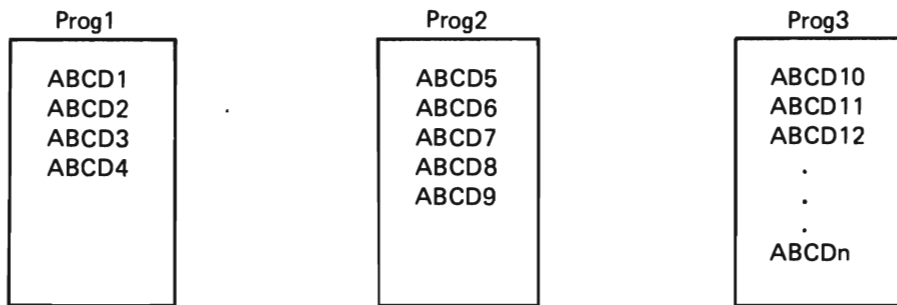 Prog1
ABCD1
ABCD2
ABCD3
ABCD4
Prog2
ABCD5
ABCD6
ABCD7
ABCD8
ABCD9
Prog3
ABCD10
ABCD11
ABCD12
.
.
.
ABCDn